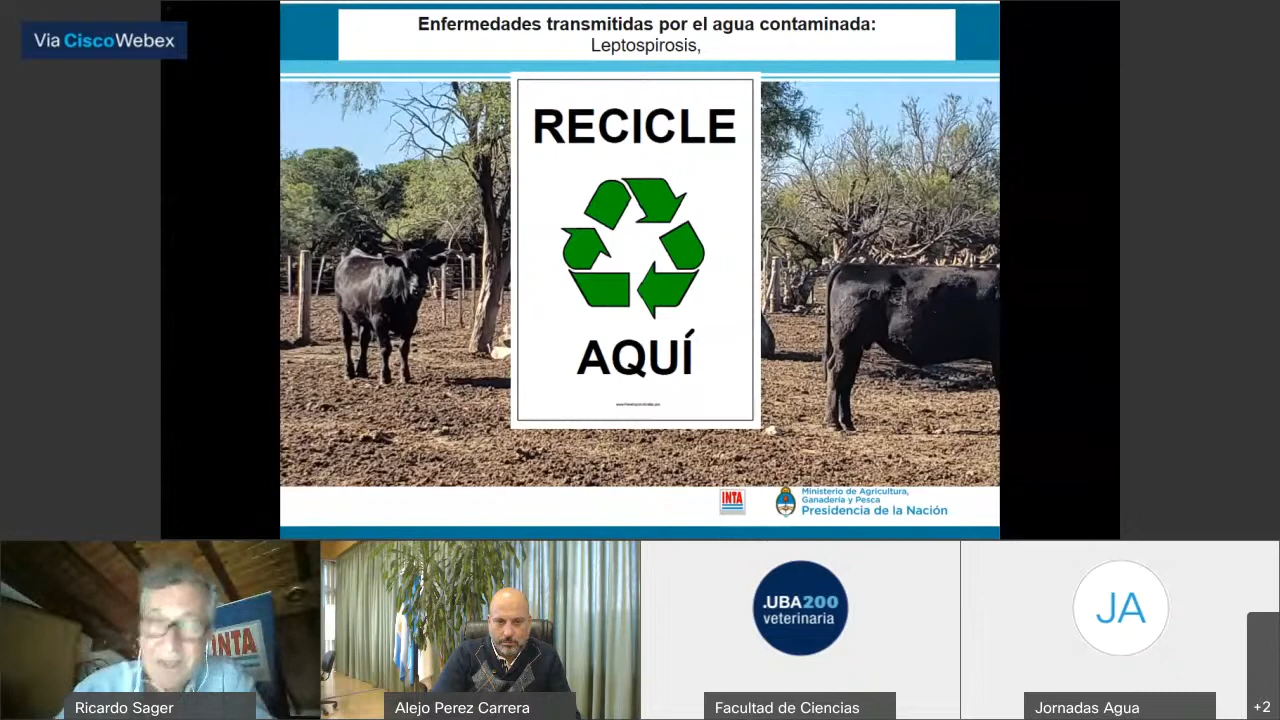 Enfermedades transmitidas por el agua contaminada:
Leptospirosis,
Via CiscoWebex
RECICLE
AQUÍ
INTA
Ministerio de Agricultura,
Ganadería y Pesca
Presidencia de la Nación
INTA
.UBA200
veterinaria
JA
Ricardo Sager
Alejo Perez Carrera
Facultad de Ciencias
Jornadas Agua
+2